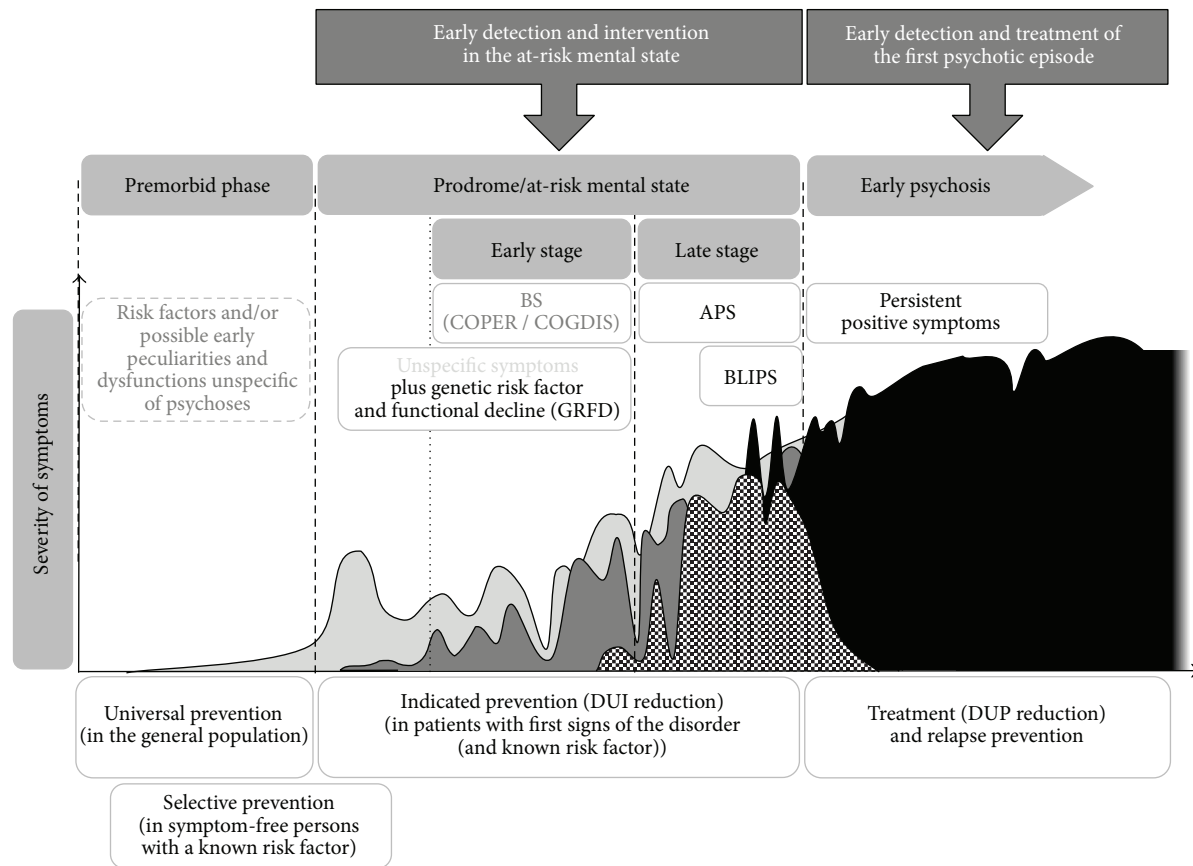 Early detection and intervention
in the at-risk mental state
Early detection and treatment of
the first psychotic episode
Premorbid phase
Prodrome/at-risk mental state
Early psychosis
Early stage
Late stage
Risk factors and/or
possible early
peculiarities and
dysfunctions unspecific
of psychoses
BS
(COPER / COGDIS)
APS
Persistent
positive symptoms
Unspecific symptoms
plus genetic risk factor
and functional decline (GRFD)
BLIPS
Severity of symptoms
Universal prevention
(in the general population)
Indicated prevention (DUI reduction)
(in patients with first signs of the disorder
(and known risk factor))
Treatment (DUP reduction)
and relapse prevention
Selective prevention
(in symptom-free persons
with a known risk factor)